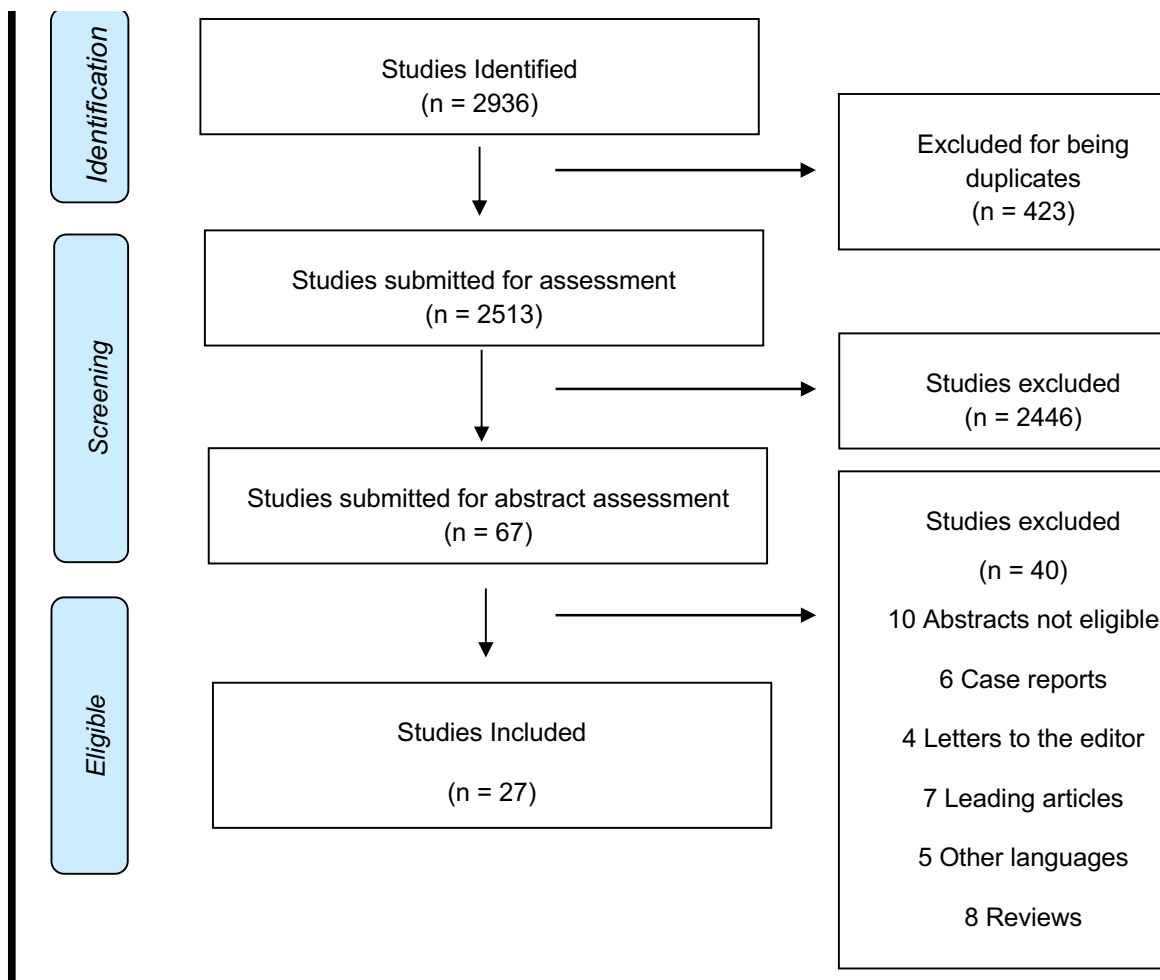 Identification
Studies Identified
(n = 2936)
Excluded for being
duplicates
(n = 423)
Screening
Studies submitted for assessment
(n = 2513)
Studies excluded
(n = 2446)
Studies submitted for abstract assessment
(n = 67)
Studies excluded
(n = 40)
10 Abstracts not eligible
6 Case reports
4 Letters to the editor
7 Leading articles
5 Other languages
8 Reviews
Eligible
Studies Included
(n = 27)